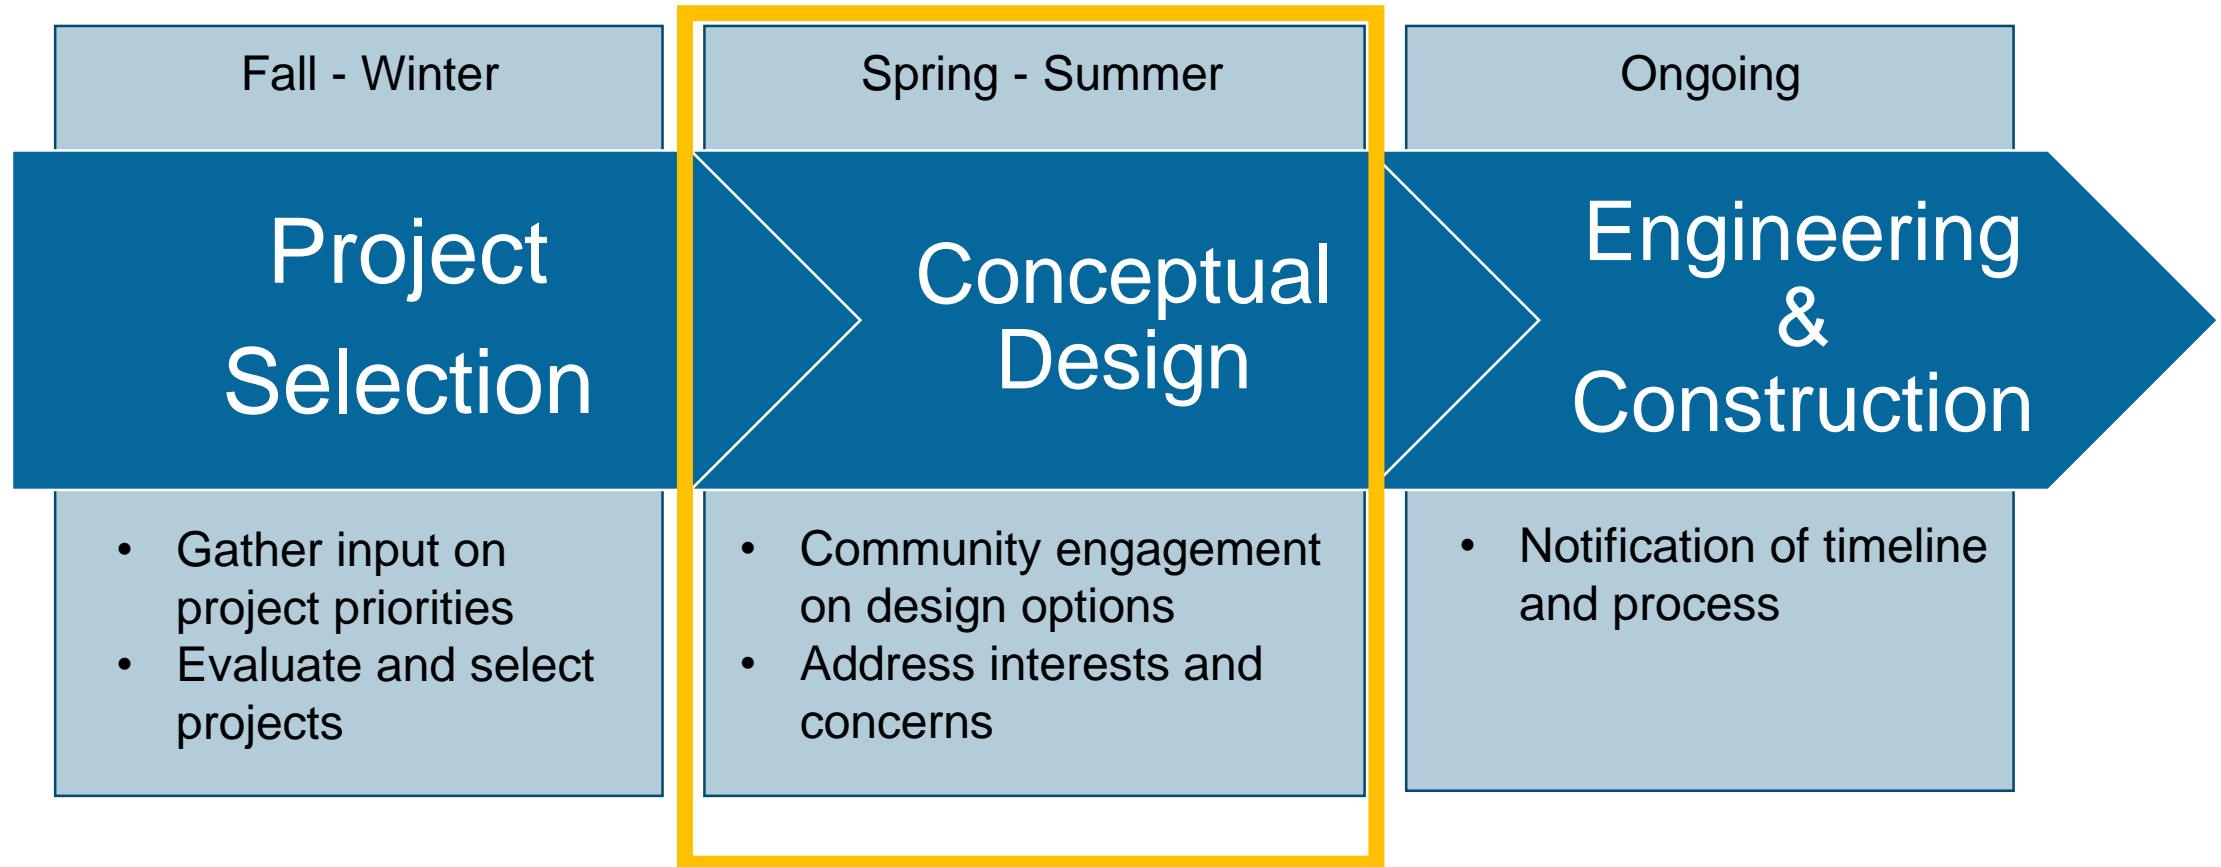 Fall - Winter
Project
Selection
• Gather input on
project priorities
• Evaluate and select
projects
Spring - Summer
Conceptual
Design
• Community engagement
on design options
• Address interests and
concerns
Ongoing
Engineering
&
Construction
• Notification of timeline
and process